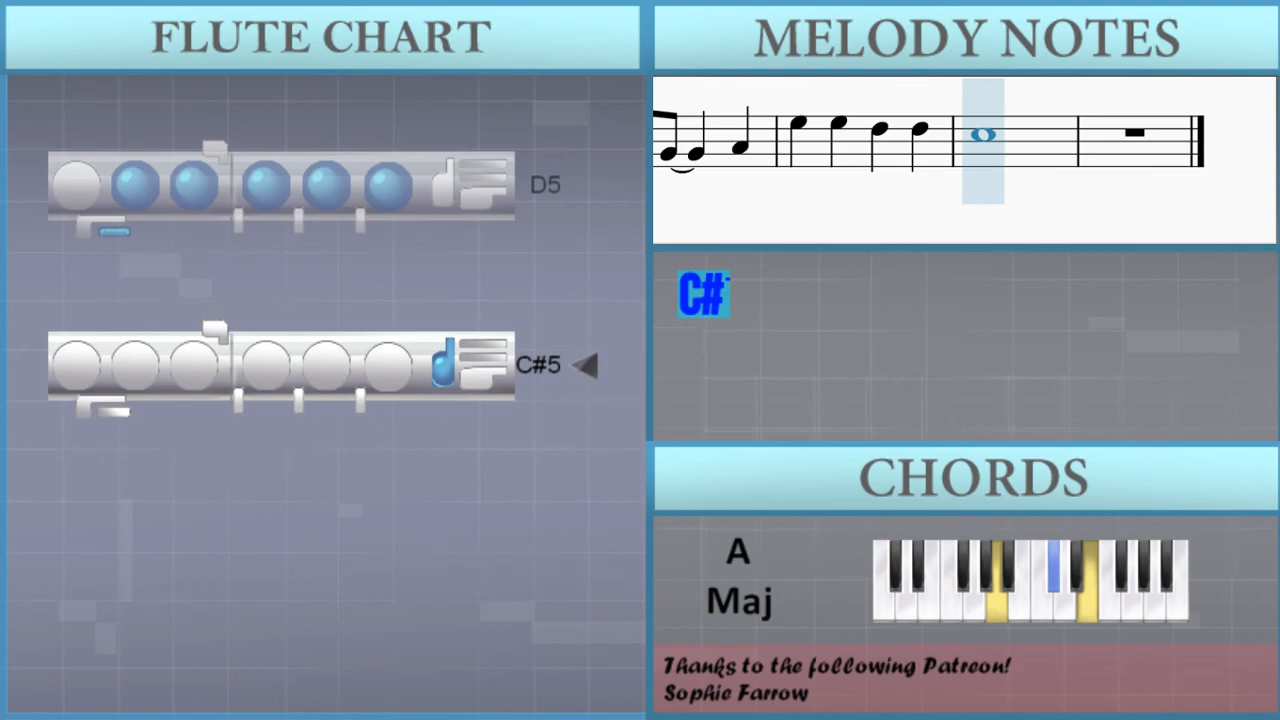 FLUTE CHART
MELODY NOTES
D5
C#5
C#
CHORDS
A
Maj
Thanks to the following Patreon!
Sophie Farrow